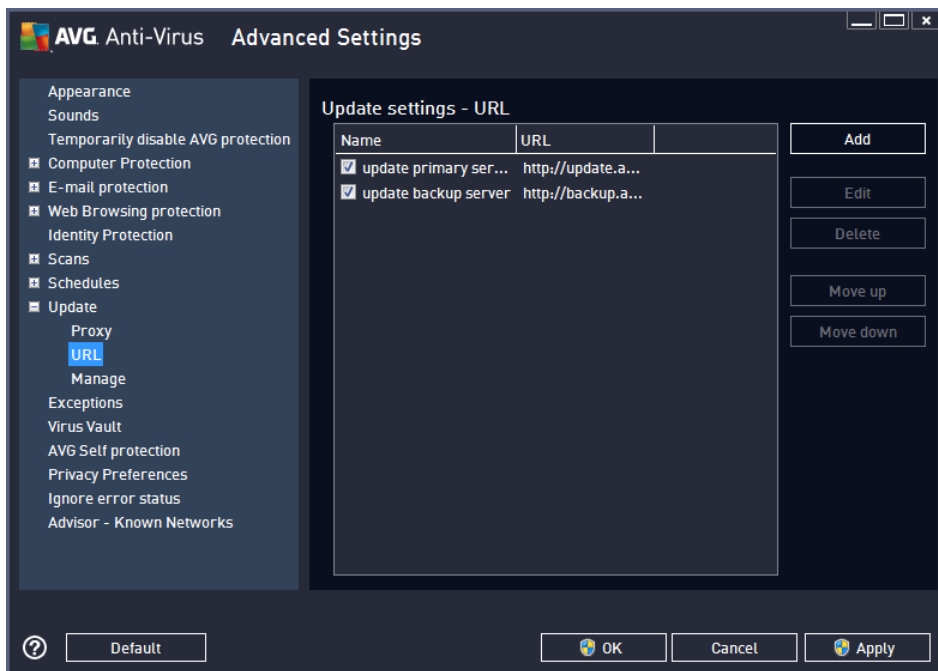 AVG. Anti-Virus Advanced Settings
Appearance
Sounds
Temporarily disable AVG protection
Computer Protection
E-mail protection
Web Browsing protection
Identity Protection
Scans
Schedules
Update
Proxy
URL
Manage
Exceptions
Virus Vault
AVG Self protection
Privacy Preferences
Ignore error status
Advisor - Known Networks
Update settings - URL
Name URL
update primary ser... http://update.a...
update backup server http://backup.a...
Add
Edit
Delete
Move up
Move down
? Default OK Cancel Apply